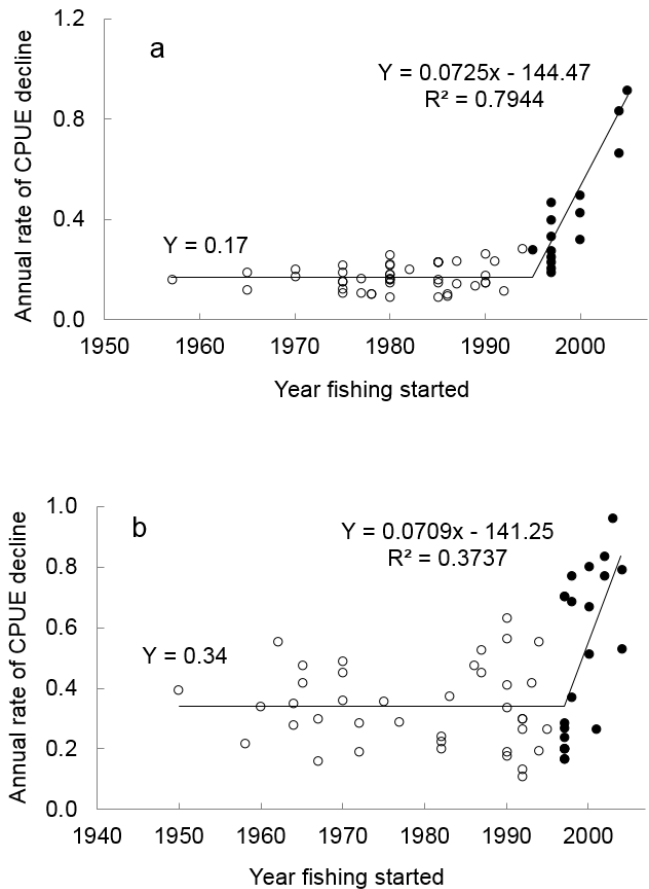 a
Y = 0.0725x - 144.47
R² = 0.7944
Y = 0.17
Annual rate of CPUE decline
1.2
0.8
0.4
0.0
1950 1960 1970 1980 1990 2000
Year fishing started
b
Y = 0.0709x - 141.25
R² = 0.3737
Y = 0.34
Annual rate of CPUE decline
1.0
0.8
0.6
0.4
0.2
0.0
1940 1950 1960 1970 1980 1990 2000
Year fishing started